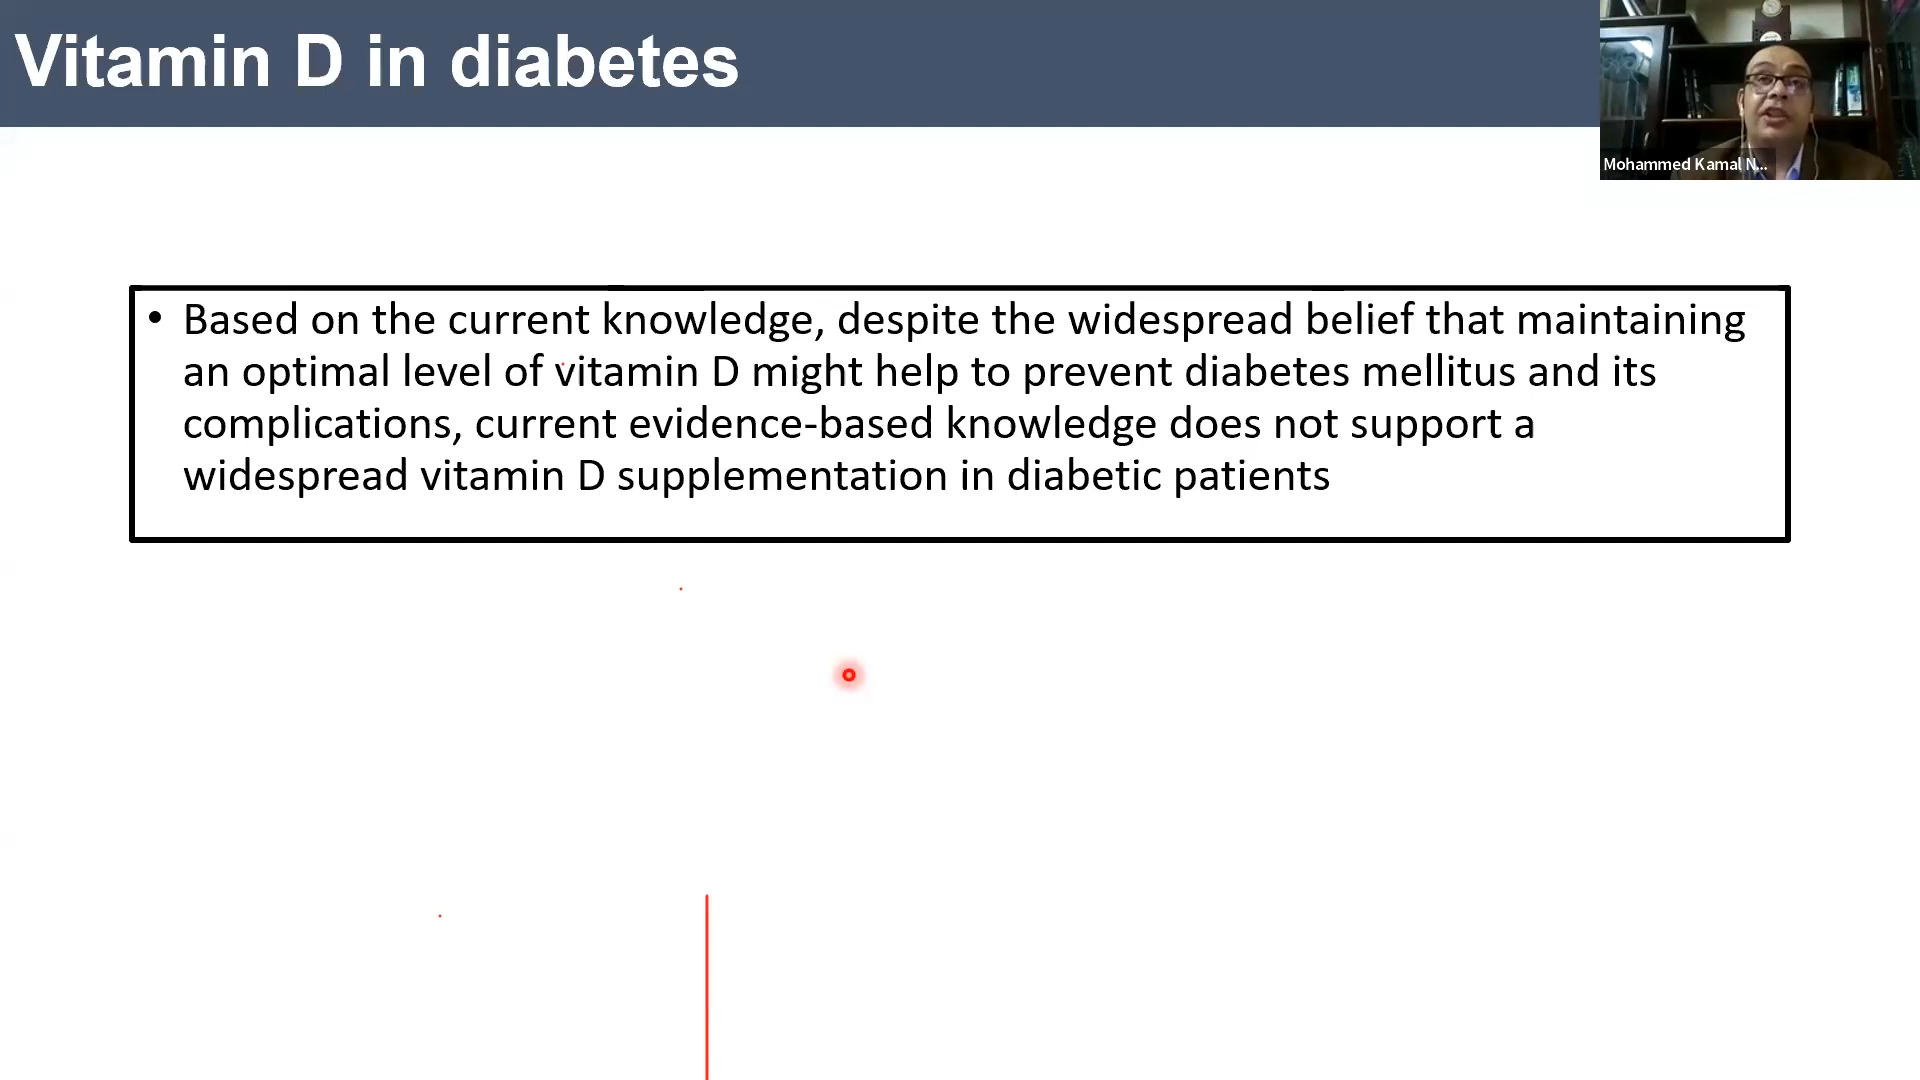 Vitamin D in diabetes
Mohammed Kamal N...
• Based on the current knowledge, despite the widespread belief that maintaining
an optimal level of vitamin D might help to prevent diabetes mellitus and its
complications, current evidence-based knowledge does not support a
widespread vitamin D supplementation in diabetic patients